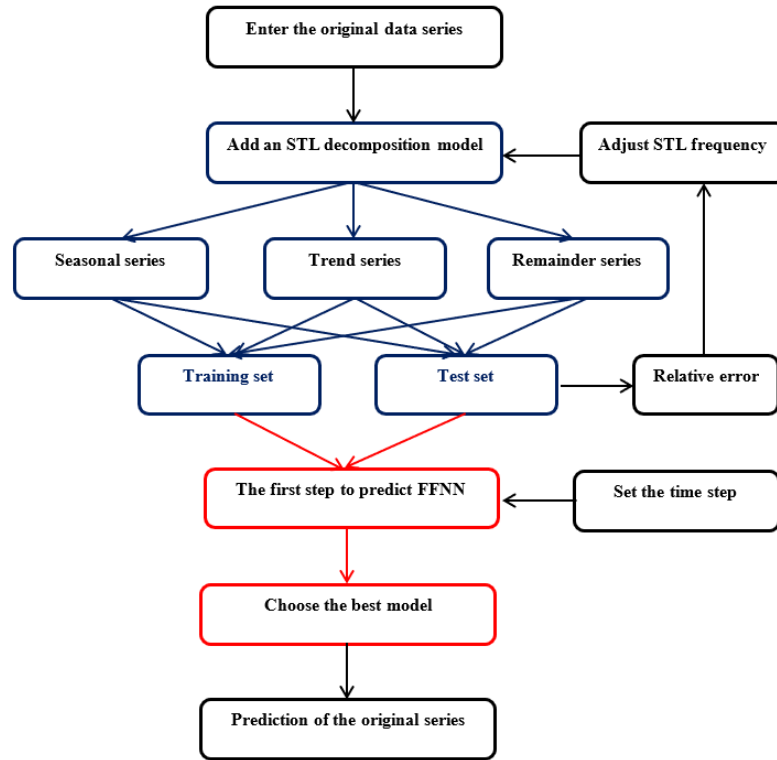 Enter the original data series
Add an STL decomposition model
Adjust STL frequency
Seasonal series
Trend series
Remainder series
Training set
Test set
Relative error
The first step to predict FFNN
Set the time step
Choose the best model
Prediction of the original series